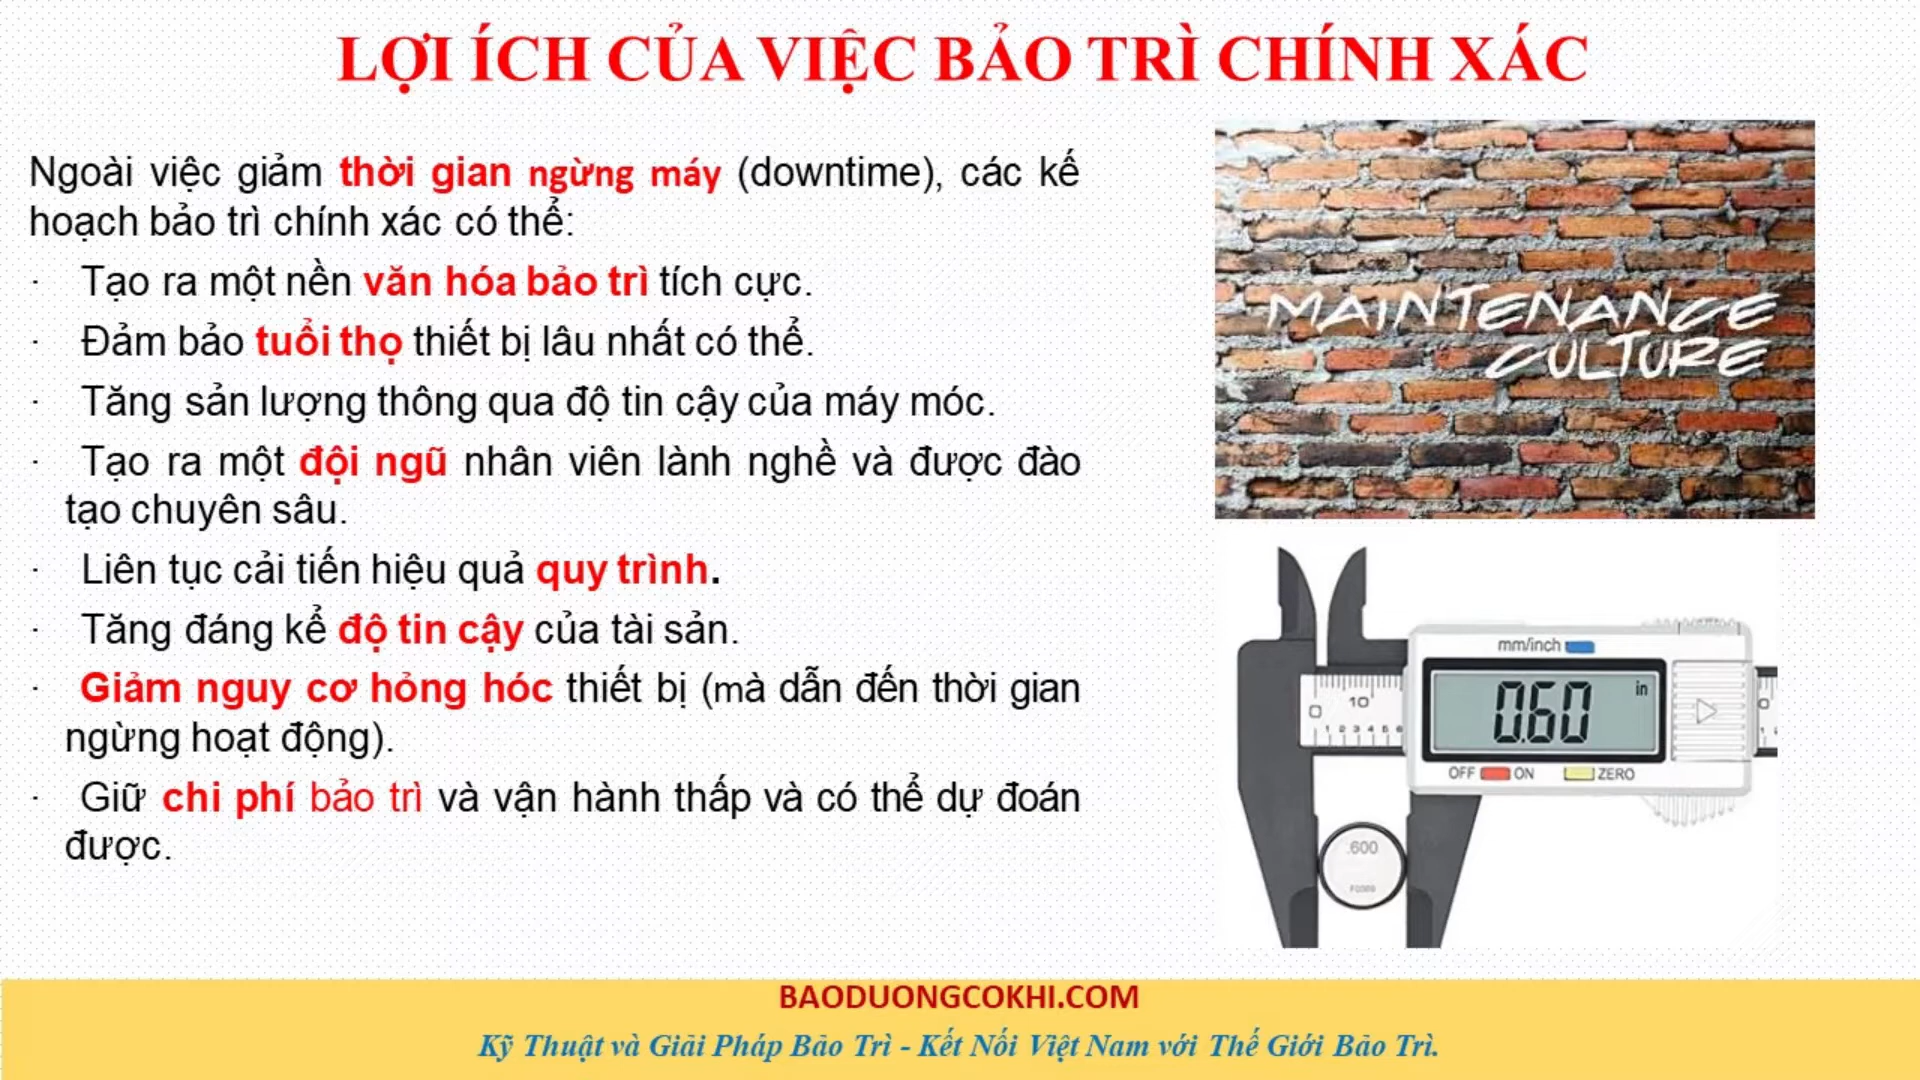 LỢI ÍCH CỦA VIỆC BẢO TRÌ CHÍNH XÁC
Ngoài việc giảm thời gian ngừng máy (downtime), các kế
hoạch bảo trì chính xác có thể:
· Tạo ra một nền văn hóa bảo trì tích cực.
· Đảm bảo tuổi thọ thiết bị lâu nhất có thể.
· Tăng sản lượng thông qua độ tin cậy của máy móc.
· Tạo ra một đội ngũ nhân viên lành nghề và được đào
tạo chuyên sâu.
· Liên tục cải tiến hiệu quả quy trình.
· Tăng đáng kể độ tin cậy của tài sản.
· Giảm nguy cơ hỏng hóc thiết bị (mà dẫn đến thời gian
ngừng hoạt động).
· Giữ chi phí bảo trì và vận hành thấp và có thể dự đoán
được.
MAINTENANCE
CULTURE
mm/inch
0.60 in
0 10
1 2 3 4 5 6
OFF ON ZERO
.600
BAODUONGCOKHI.COM
Kỹ Thuật và Giải Pháp Bảo Trì - Kết Nối Việt Nam với Thế Giới Bảo Trì.